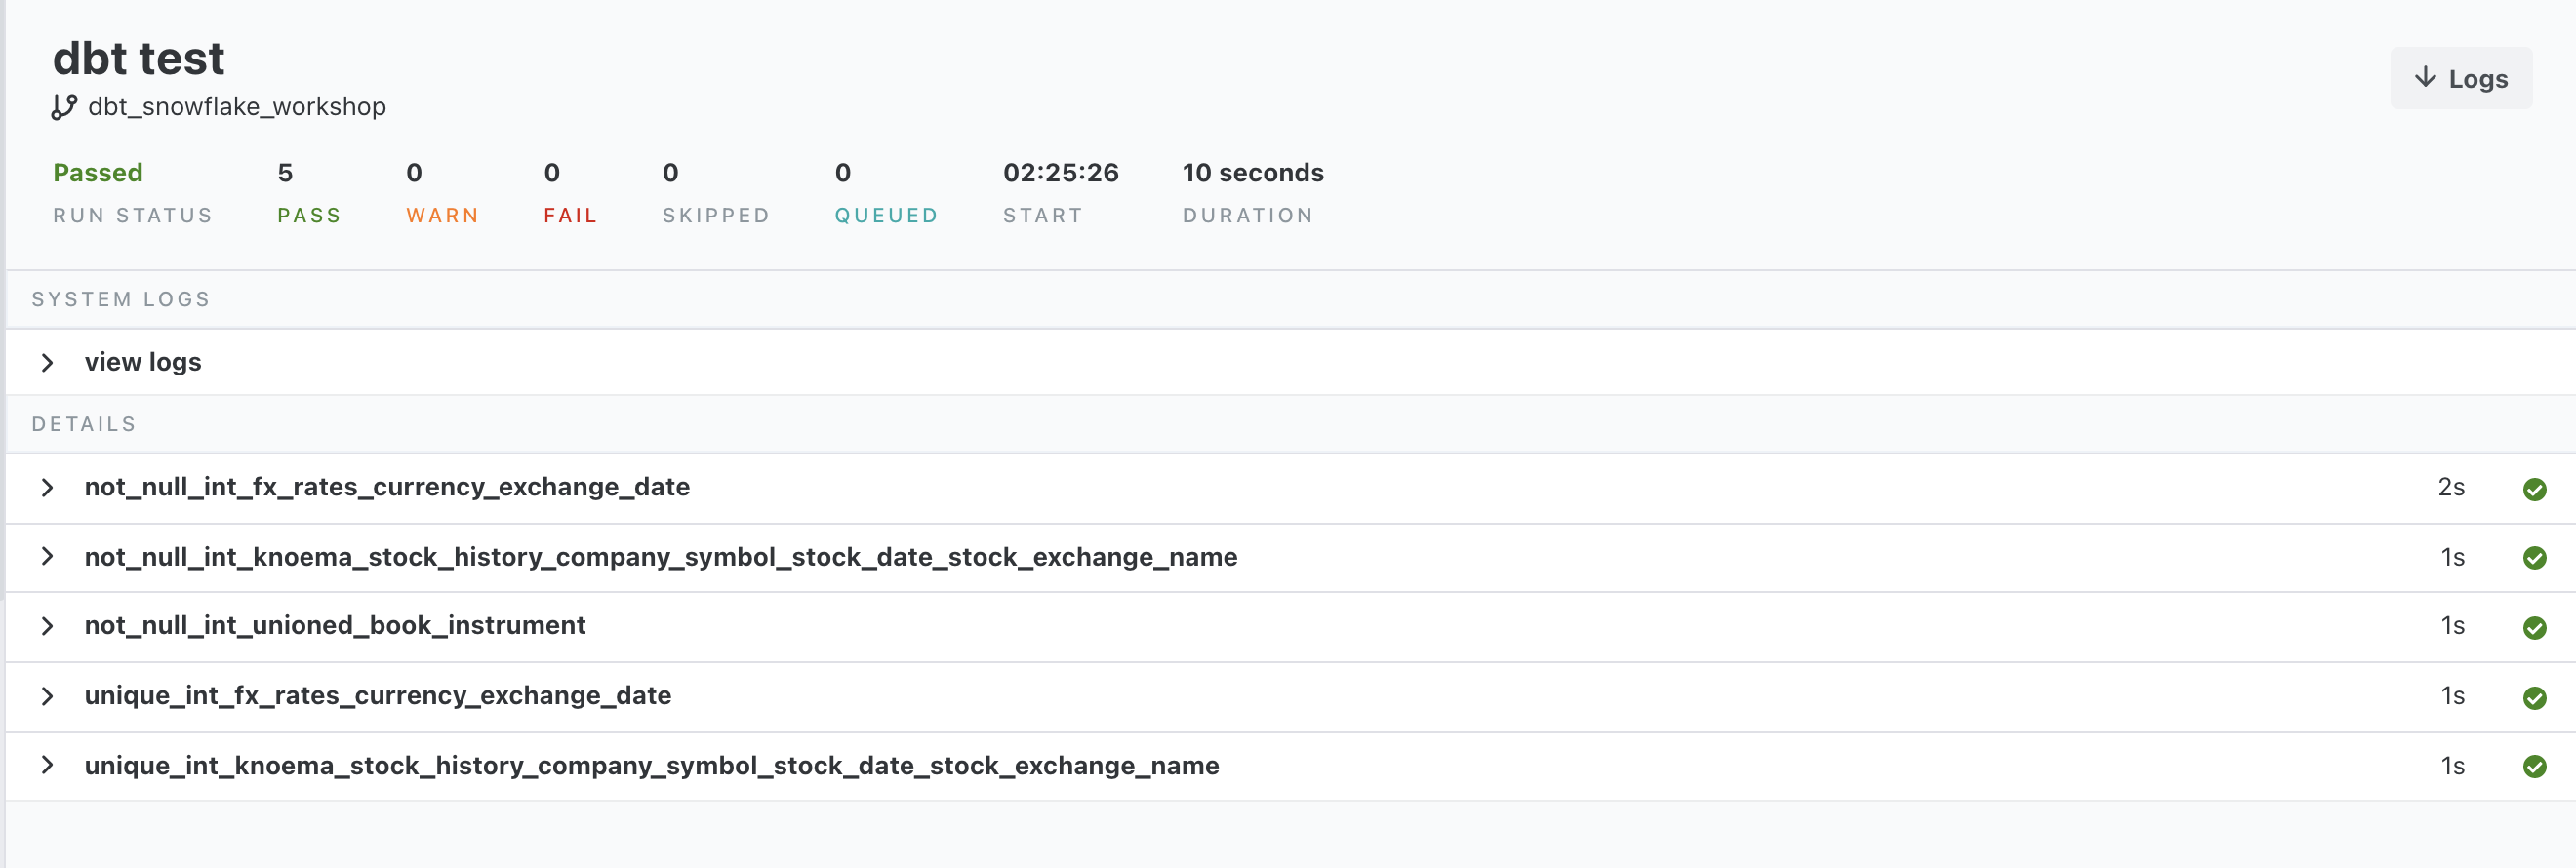 dbt test
Logs
dbt_snowflake_workshop
Passed 5 0 0 0 0 02:25:26 10 seconds
RUN STATUS PASS WARN FAIL SKIPPED QUEUED START DURATION
SYSTEM LOGS
view logs
DETAILS
not_null_int_fx_rates_currency_exchange_date 2s
not_null_int_knoema_stock_history_company_symbol_stock_date_stock_exchange_name 1s
not_null_int_unioned_book_instrument 1s
unique_int_fx_rates_currency_exchange_date 1s
unique_int_knoema_stock_history_company_symbol_stock_date_stock_exchange_name 1s